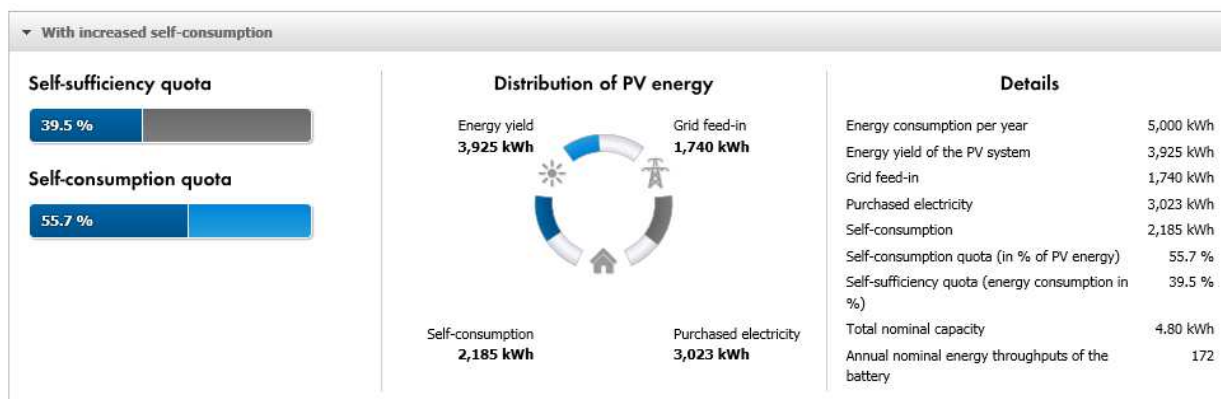 With increased self-consumption
Self-sufficiency quota
39.5 %
Self-consumption quota
55.7 %
Distribution of PV energy
Energy yield
3,925 kWh
Grid feed-in
1,740 kWh
Self-consumption
2,185 kWh
Purchased electricity
3,023 kWh
Details
Energy consumption per year 5,000 kWh
Energy yield of the PV system 3,925 kWh
Grid feed-in 1,740 kWh
Purchased electricity 3,023 kWh
Self-consumption 2,185 kWh
Self-consumption quota (in % of PV energy) 55.7 %
Self-sufficiency quota (energy consumption in 39.5 %
%)
Total nominal capacity 4.80 kWh
Annual nominal energy throughputs of the 172
battery